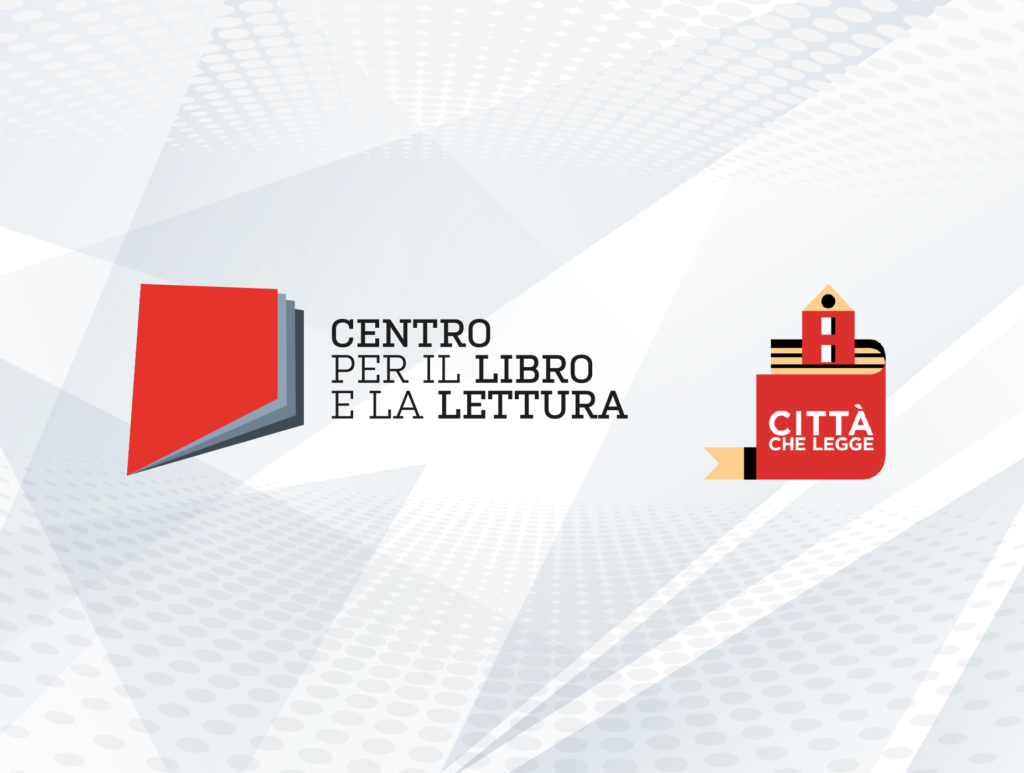 CENTRO
PER IL LIBRO
E LA LETTURA
CITTÀ
CHE LEGGE